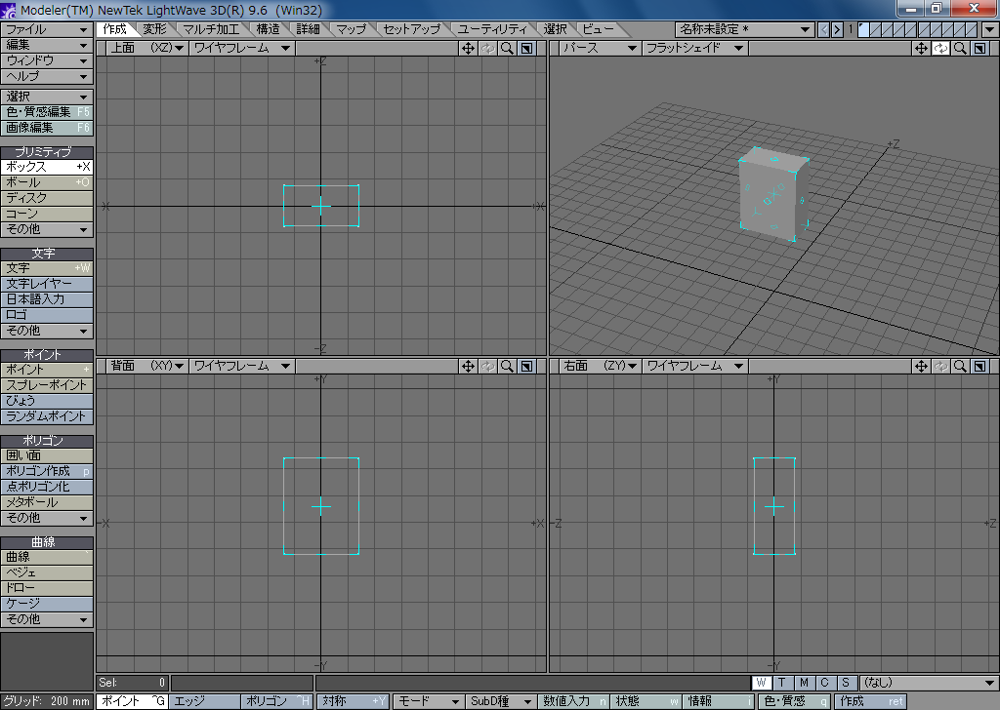 Modeler(TM) NewTek LightWave 3D(R) 9.6  (Win32)
ファイル
編集
ウィンドウ
ヘルプ
選択
色・質感編集 F5
画像編集 F6
プリミティブ
ボックス +X
ボール +O
ディスク
コーン
その他
文字
文字 +W
文字レイヤー
日本語入力
ロゴ
その他
ポイント
ポイント +
スプレーポイント
びょう
ランダムポイント
ポリゴン
囲い面
ポリゴン作成 p
点ポリゴン化
メタボール
その他
曲線
曲線
ベジェ
ドロー
ケージ
その他
グリッド: 200 mm
作成 変形 マルチ加工 構造 詳細 マップ セットアップ ユーティリティ 選択 ビュー 名称未設定 * 1
上面 (XZ) ワイヤフレーム
+Z
X +X
-Z
パース フラットシェイド
+Z
背面 (XY) ワイヤフレーム
+Y
-X +X
-Y
右面 (ZY) ワイヤフレーム
+Y
-Z +Z
-Y
Sel: 0
W T M C S (なし)
ポイント ^G エッジ ポリゴン ^H 対称 +Y モード SubD種 数値入力 n 状態 w 情報 i 色・質感 q 作成 ret